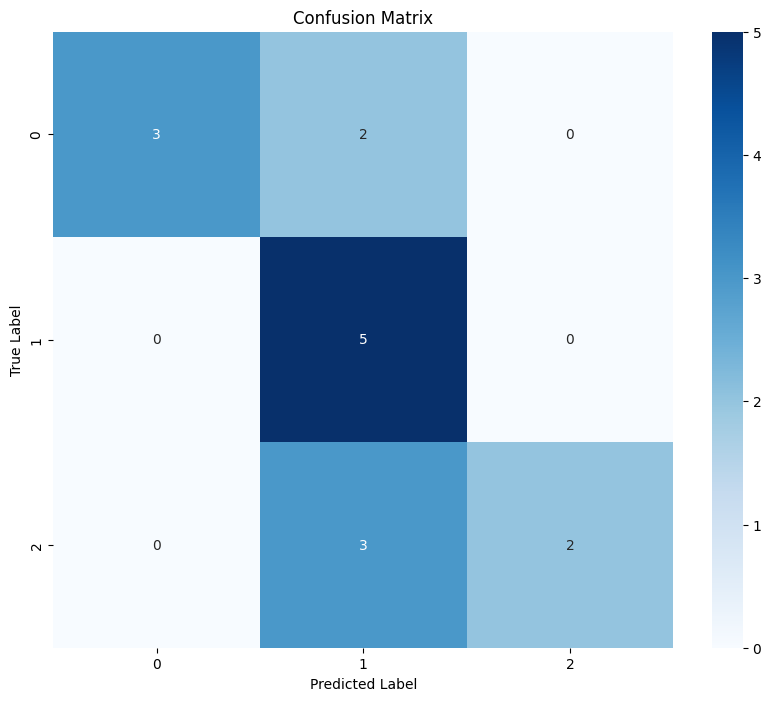 Confusion Matrix
0 3 2 0
1 0 5 0
2 0 3 2
0 1 2
True Label
Predicted Label
5
4
3
2
1
0